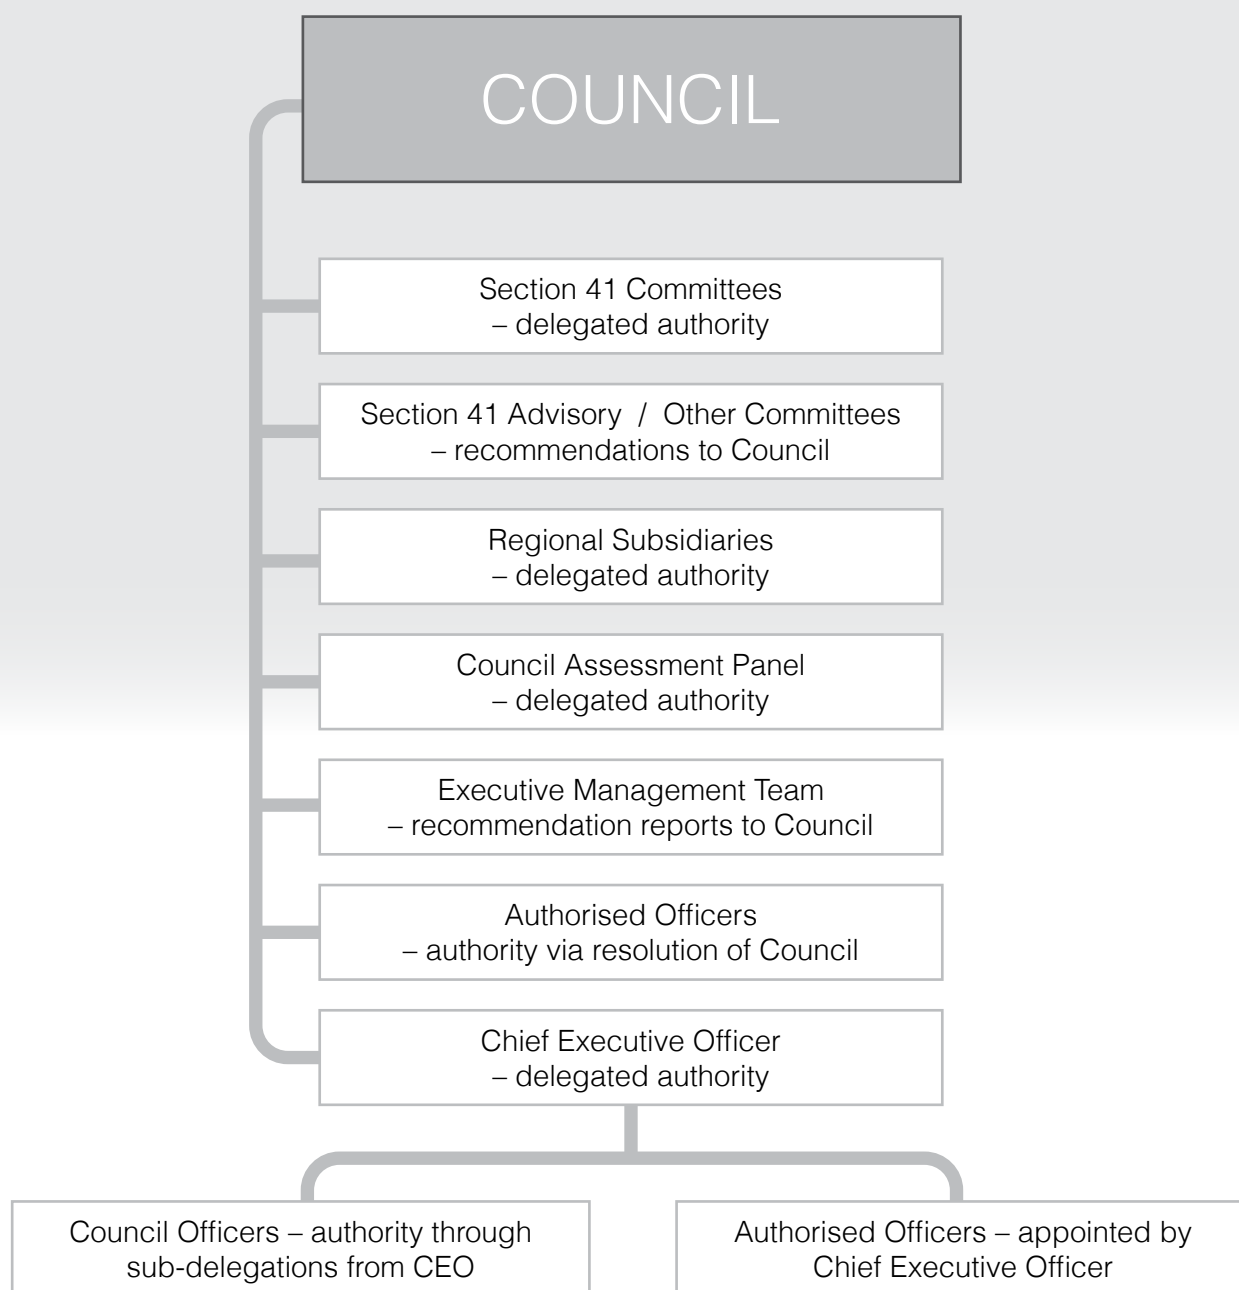 COUNCIL
Section 41 Committees
– delegated authority
Section 41 Advisory / Other Committees
– recommendations to Council
Regional Subsidiaries
– delegated authority
Council Assessment Panel
– delegated authority
Executive Management Team
– recommendation reports to Council
Authorised Officers
– authority via resolution of Council
Chief Executive Officer
– delegated authority
Council Officers – authority through
sub-delegations from CEO
Authorised Officers – appointed by
Chief Executive Officer